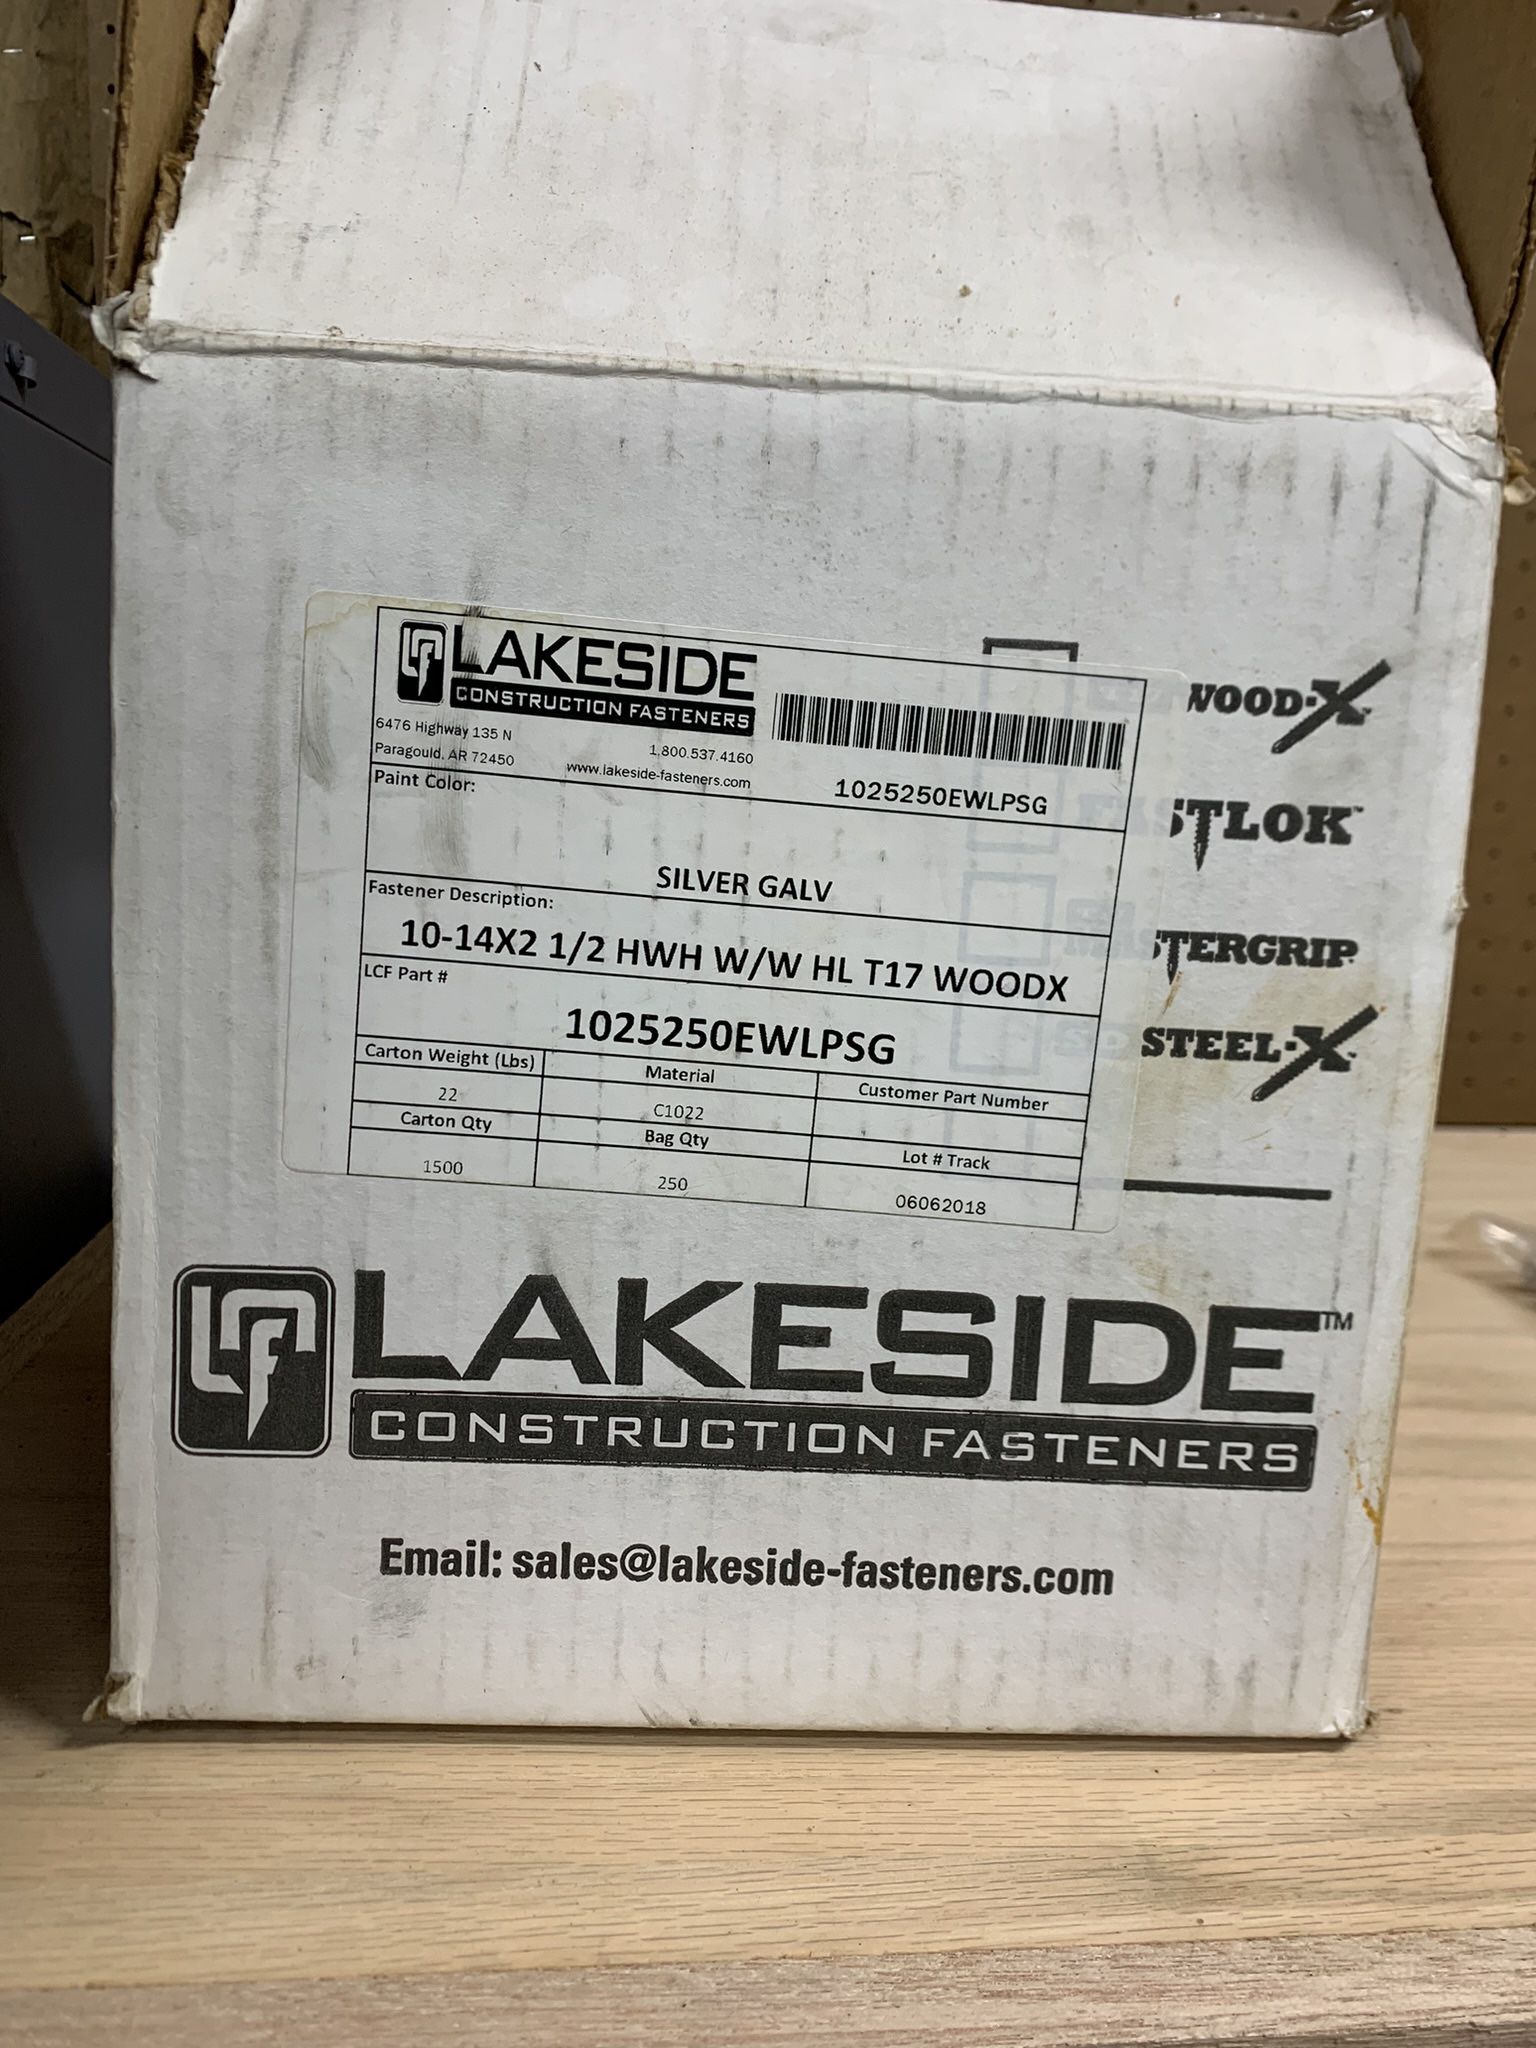 LAKESIDE
CONSTRUCTION FASTENERS
6476 Highway 135 N
Paragould, AR 72450
1.800.537.4160
www.lakeside-fasteners.com
1025250EWLPSG
Paint Color:
SILVER GALV
Fastener Description:
10-14X2 1/2 HWH W/W HL T17 WOODX
LCF Part #
1025250EWLPSG
Carton Weight (Lbs) Material Customer Part Number
22 C1022
Carton Qty Bag Qty Lot # Track
1500 250 06062018
WOOD-X™
STLOK™
STERGRIP
STEEL-X
LAKESIDE™
CONSTRUCTION FASTENERS
Email: sales@lakeside-fasteners.com